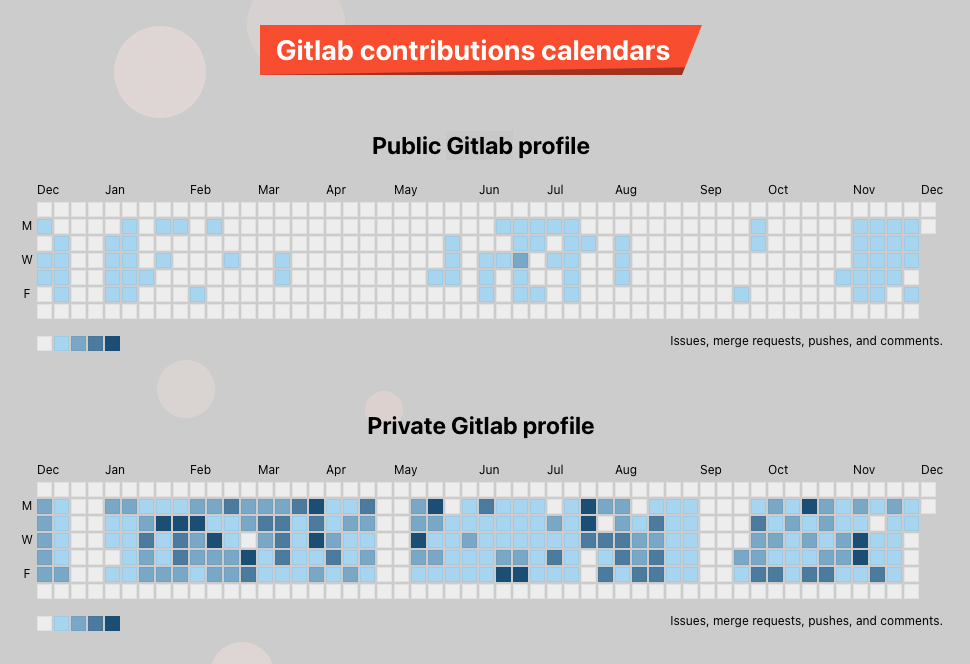 Gitlab contributions calendars
Public Gitlab profile
Dec Jan Feb Mar Apr May Jun Jul Aug Sep Oct Nov Dec
M
W
F
Issues, merge requests, pushes, and comments.
Private Gitlab profile
Dec Jan Feb Mar Apr May Jun Jul Aug Sep Oct Nov Dec
M
W
F
Issues, merge requests, pushes, and comments.